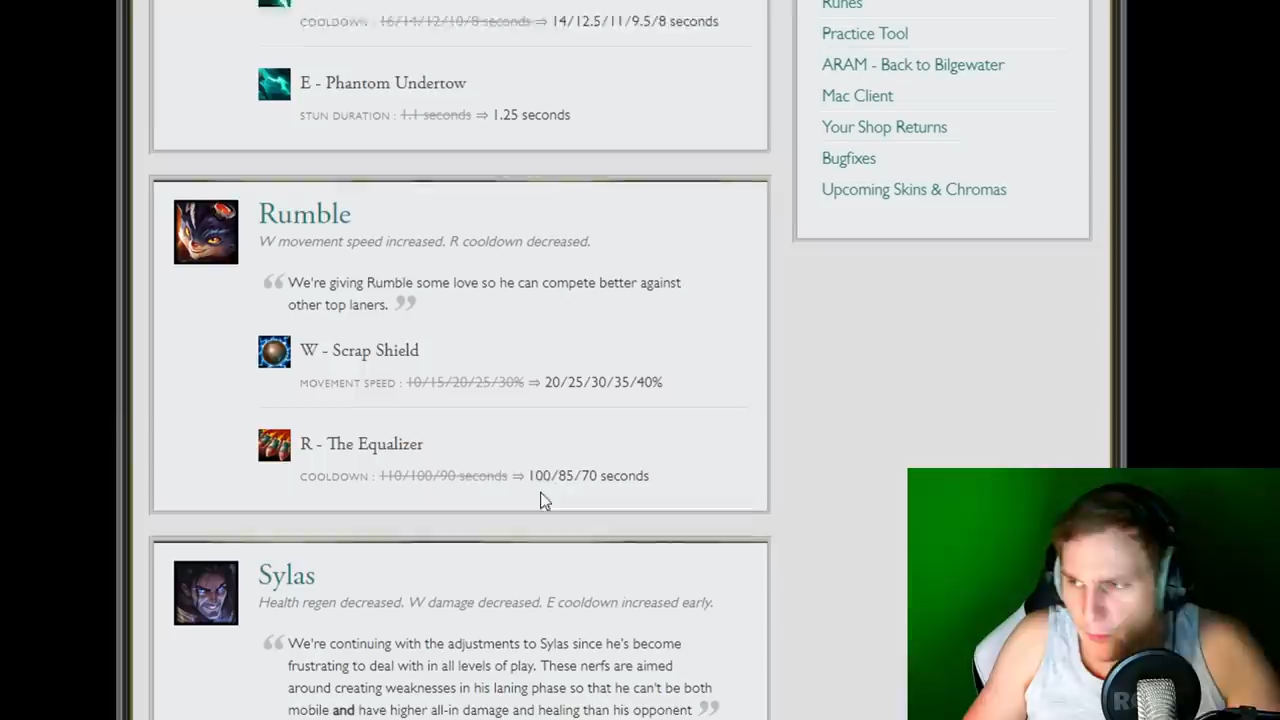 COOLDOWN : 16/14/12/10/8 seconds ⇒ 14/12.5/11/9.5/8 seconds
E - Phantom Undertow
STUN DURATION : 1.1 seconds ⇒ 1.25 seconds
Rumble
W movement speed increased. R cooldown decreased.
“ We're giving Rumble some love so he can compete better against
other top laners. ”
W - Scrap Shield
MOVEMENT SPEED : 10/15/20/25/30% ⇒ 20/25/30/35/40%
R - The Equalizer
COOLDOWN : 110/100/90 seconds ⇒ 100/85/70 seconds
Sylas
Health regen decreased. W damage decreased. E cooldown increased early.
“ We're continuing with the adjustments to Sylas since he's become
frustrating to deal with in all levels of play. These nerfs are aimed
around creating weaknesses in his laning phase so that he can't be both
mobile and have higher all-in damage and healing than his opponent ”
Runes
Practice Tool
ARAM - Back to Bilgewater
Mac Client
Your Shop Returns
Bugfixes
Upcoming Skins & Chromas